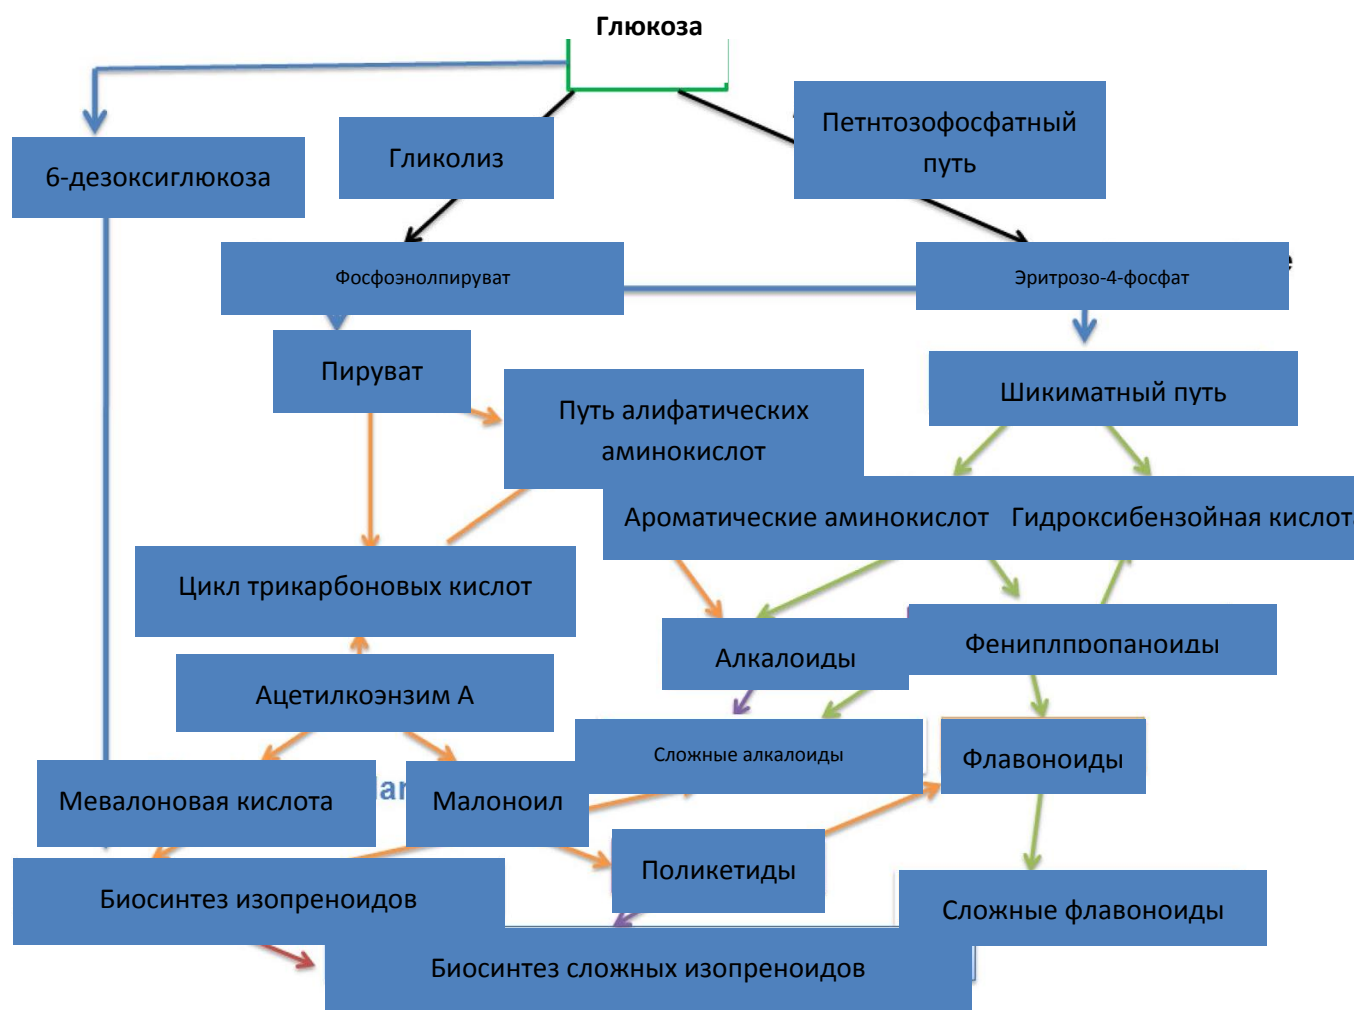 Глюкоза
Петнтозофосфатный
путь
Гликолиз
6-дезоксиглюкоза
Фосфоэнолпируват
Эритрозо-4-фосфат
Пируват
Шикиматный путь
Путь алифатических
аминокислот
Ароматические аминокислот
Гидроксибензойная кислот
Цикл трикарбоновых кислот
Алкалоиды
Фениплпропаноиды
Ацетилкоэнзим А
Сложные алкалоиды
Флавоноиды
Мевалоновая кислота
Малоноил
Поликетиды
Биосинтез изопреноидов
Сложные флавоноиды
Биосинтез сложных изопреноидов